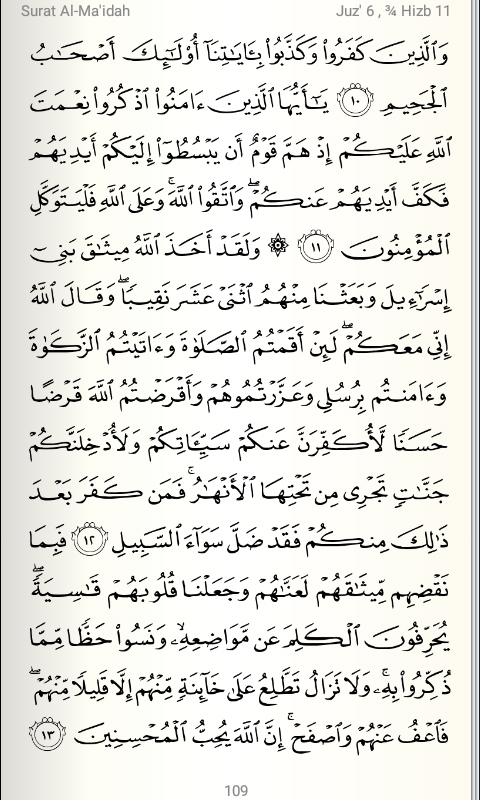 Surat Al-Ma'idah Juz' 6 , ¾ Hizb 11
وَٱلَّذِينَ كَفَرُوا۟ وَكَذَّبُوا۟ بِـَٔايَـٰتِنَآ أُو۟لَـٰٓئِكَ أَصْحَـٰبُ
ٱلْجَحِيمِ ١٠ يَـٰٓأَيُّهَا ٱلَّذِينَ ءَامَنُوا۟ ٱذْكُرُوا۟ نِعْمَتَ
ٱللَّهِ عَلَيْكُمْ إِذْ هَمَّ قَوْمٌ أَن يَبْسُطُوٓا۟ إِلَيْكُمْ أَيْدِيَهُمْ
فَكَفَّ أَيْدِيَهُمْ عَنكُمْ ۖ وَٱتَّقُوا۟ ٱللَّهَ ۚ وَعَلَى ٱللَّهِ فَلْيَتَوَكَّلِ
ٱلْمُؤْمِنُونَ ١١ ۞ وَلَقَدْ أَخَذَ ٱللَّهُ مِيثَـٰقَ بَنِىٓ
إِسْرَٰٓءِيلَ وَبَعَثْنَا مِنْهُمُ ٱثْنَىْ عَشَرَ نَقِيبًا ۖ وَقَالَ ٱللَّهُ
إِنِّى مَعَكُمْ ۖ لَئِنْ أَقَمْتُمُ ٱلصَّلَوٰةَ وَءَاتَيْتُمُ ٱلزَّكَوٰةَ
وَءَامَنتُم بِرُسُلِى وَعَزَّرْتُمُوهُمْ وَأَقْرَضْتُمُ ٱللَّهَ قَرْضًا
حَسَنًا لَّأُكَفِّرَنَّ عَنكُمْ سَيِّـَٔاتِكُمْ وَلَأُدْخِلَنَّكُمْ
جَنَّـٰتٍ تَجْرِى مِن تَحْتِهَا ٱلْأَنْهَـٰرُ ۚ فَمَن كَفَرَ بَعْدَ
ذَٰلِكَ مِنكُمْ فَقَدْ ضَلَّ سَوَآءَ ٱلسَّبِيلِ ١٢ فَبِمَا
نَقْضِهِم مِّيثَـٰقَهُمْ لَعَنَّـٰهُمْ وَجَعَلْنَا قُلُوبَهُمْ قَـٰسِيَةً ۖ
يُحَرِّفُونَ ٱلْكَلِمَ عَن مَّوَاضِعِهِۦ ۙ وَنَسُوا۟ حَظًّا مِّمَّا
ذُكِّرُوا۟ بِهِۦ ۚ وَلَا تَزَالُ تَطَّلِعُ عَلَىٰ خَآئِنَةٍ مِّنْهُمْ إِلَّا قَلِيلًا مِّنْهُمْ ۖ
فَٱعْفُ عَنْهُمْ وَٱصْفَحْ ۚ إِنَّ ٱللَّهَ يُحِبُّ ٱلْمُحْسِنِينَ ١٣
109